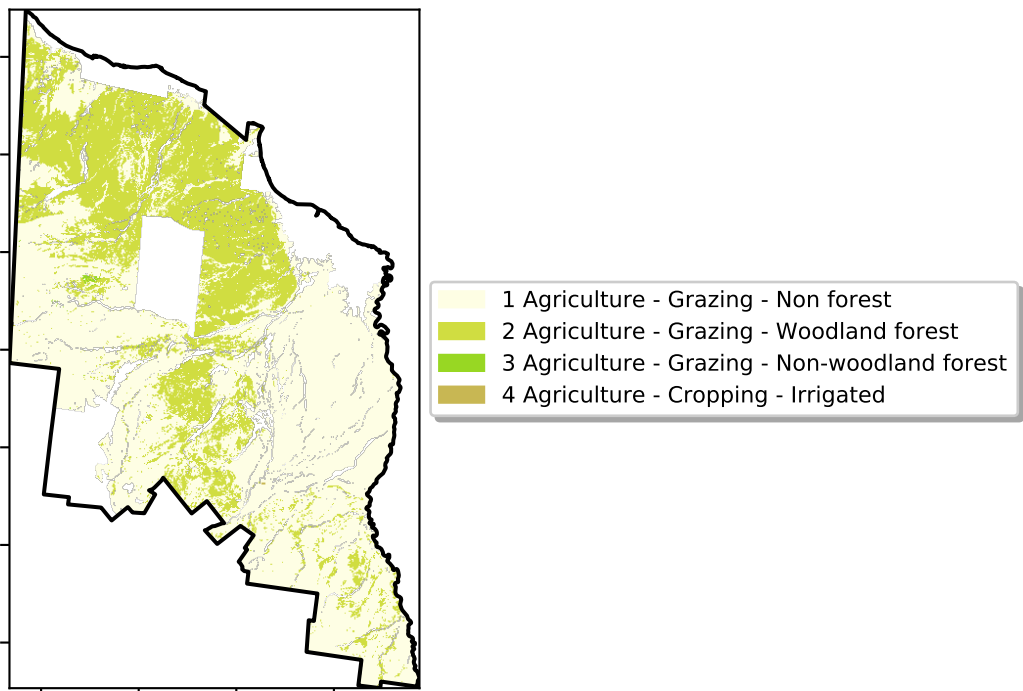 1 Agriculture - Grazing - Non forest
2 Agriculture - Grazing - Woodland forest
3 Agriculture - Grazing - Non-woodland forest
4 Agriculture - Cropping - Irrigated